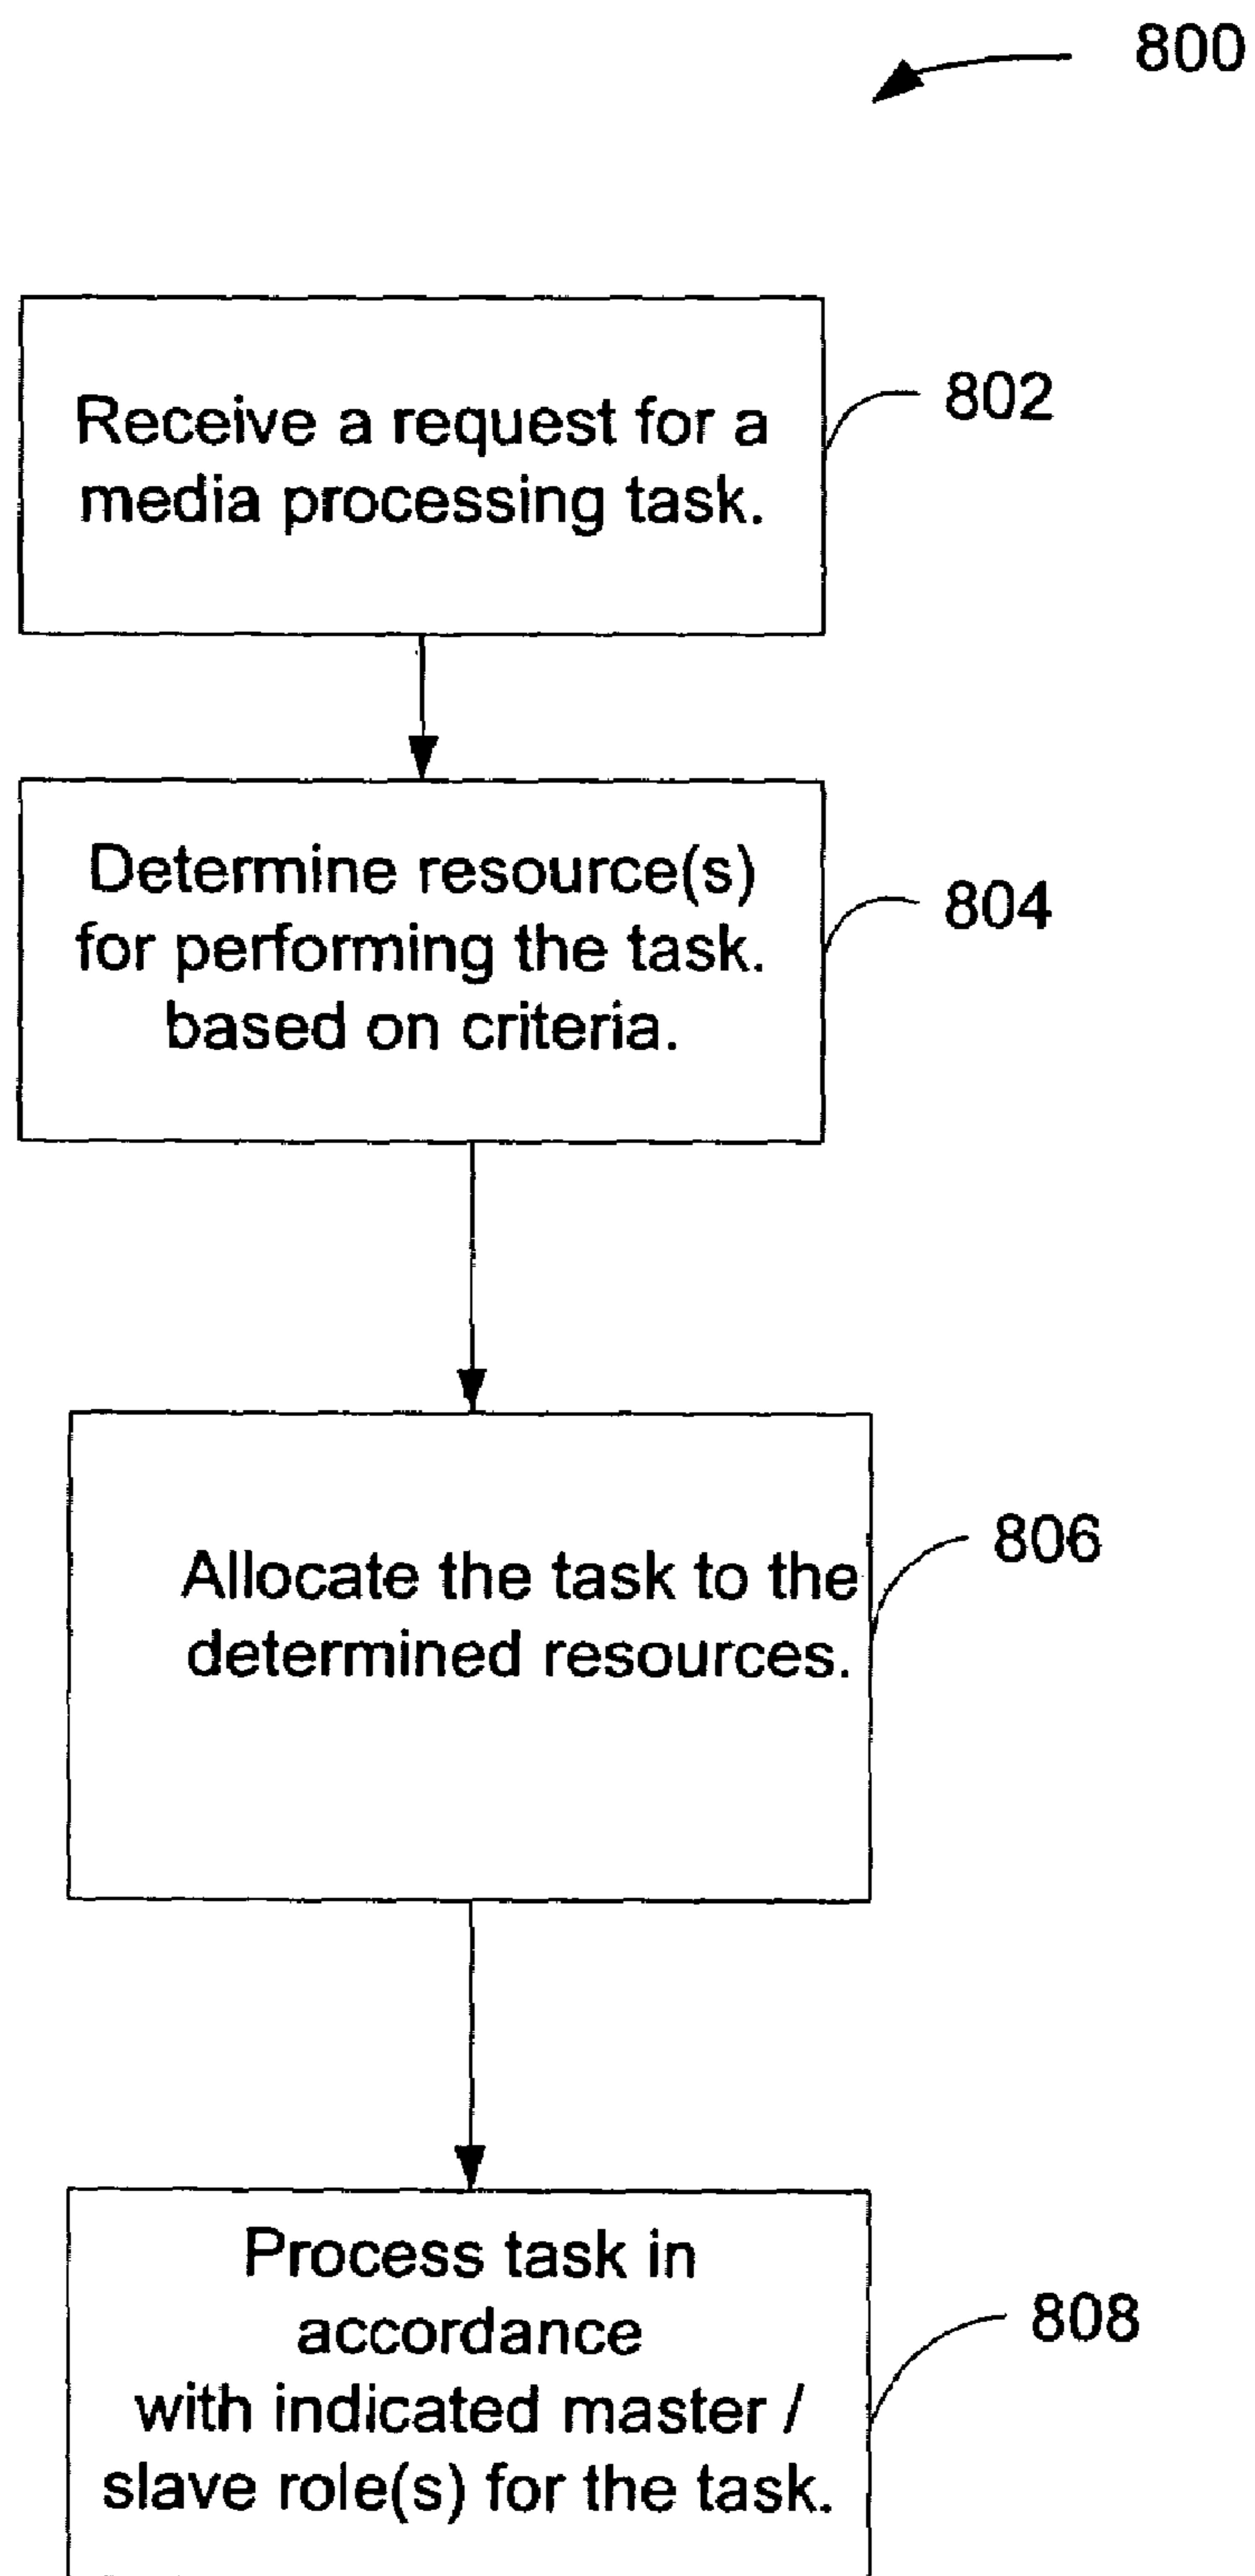 800
Receive a request for a
media processing task.
802
Determine resource(s)
for performing the task.
based on criteria.
804
Allocate the task to the
determined resources.
806
Process task in
accordance
with indicated master /
slave role(s) for the task.
808